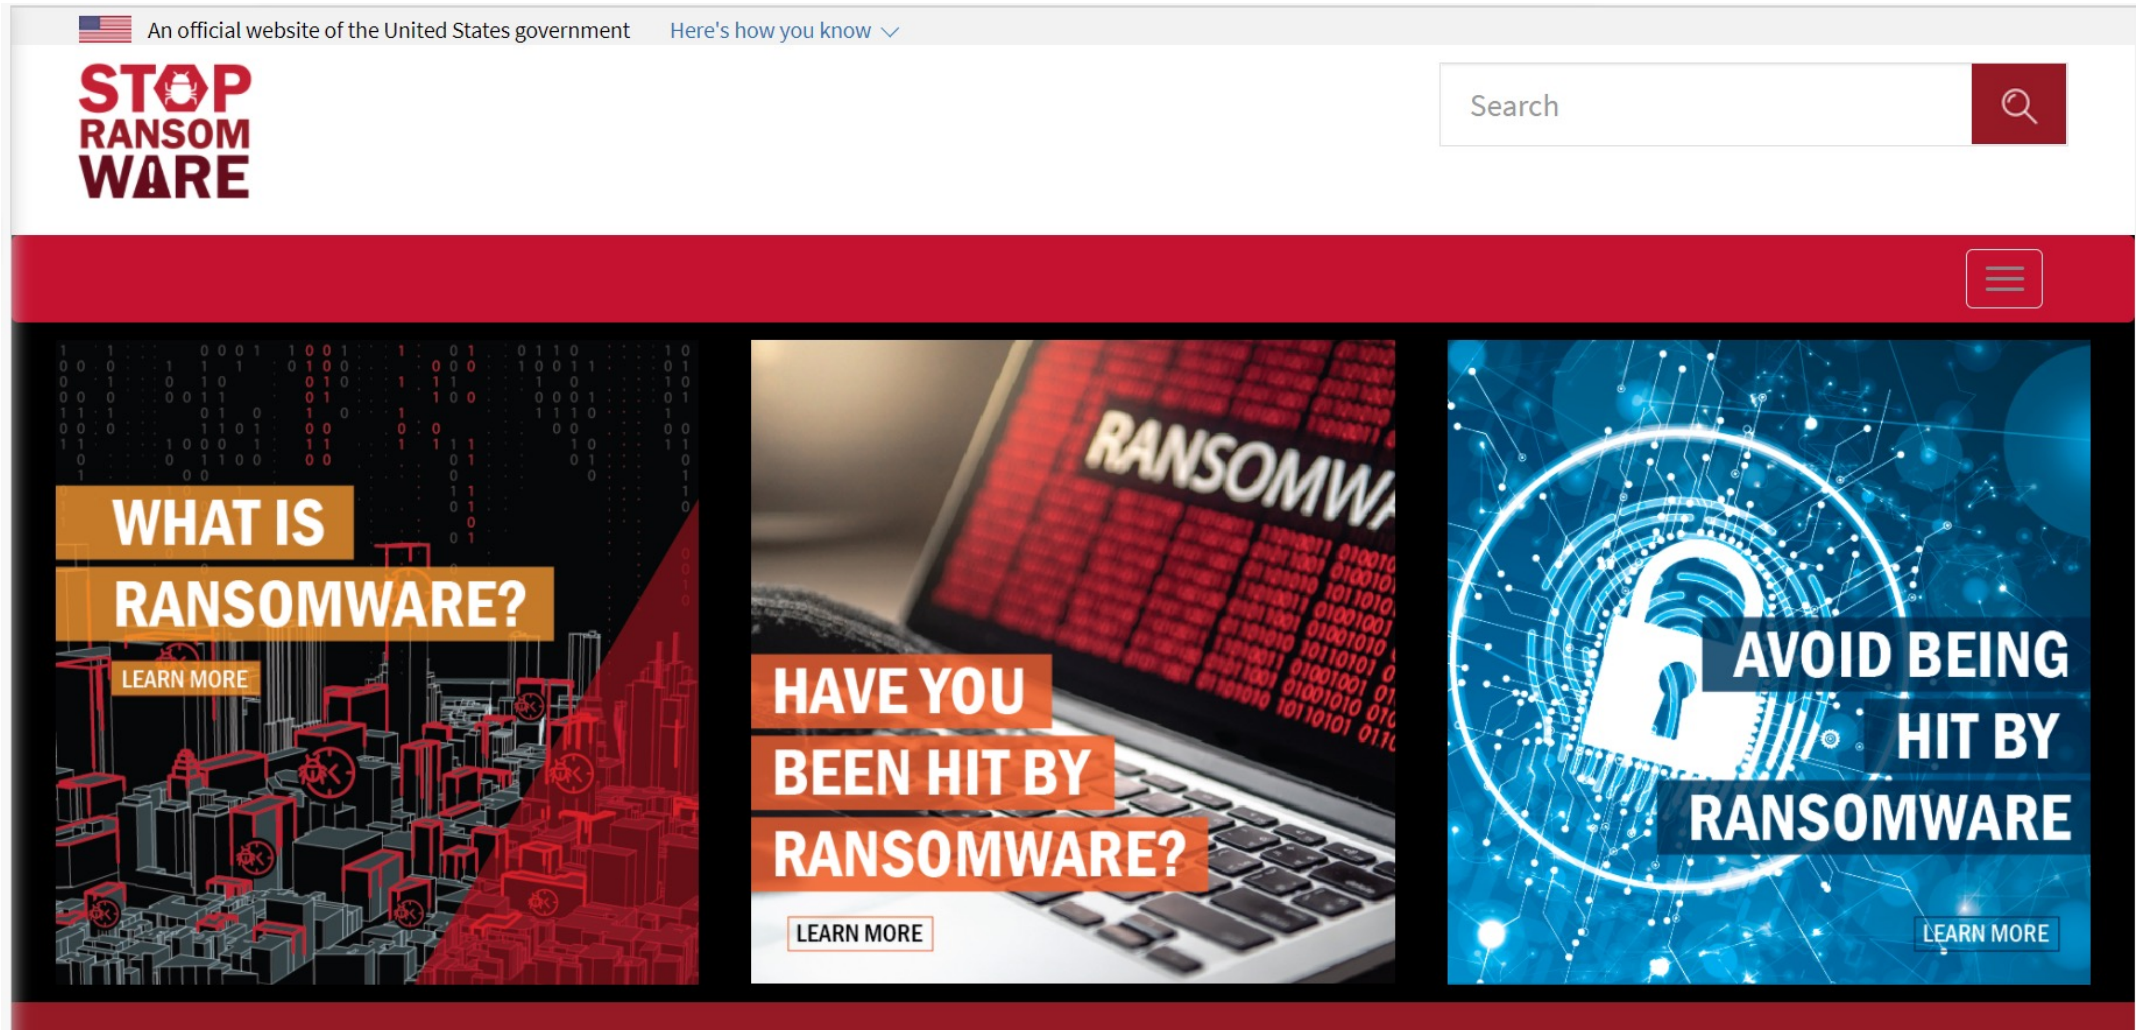 An official website of the United States government Here's how you know
STOP
RANSOM
WARE
Search
WHAT IS
RANSOMWARE?
LEARN MORE
RANSOMWA
HAVE YOU
BEEN HIT BY
RANSOMWARE?
LEARN MORE
AVOID BEING
HIT BY
RANSOMWARE
LEARN MORE